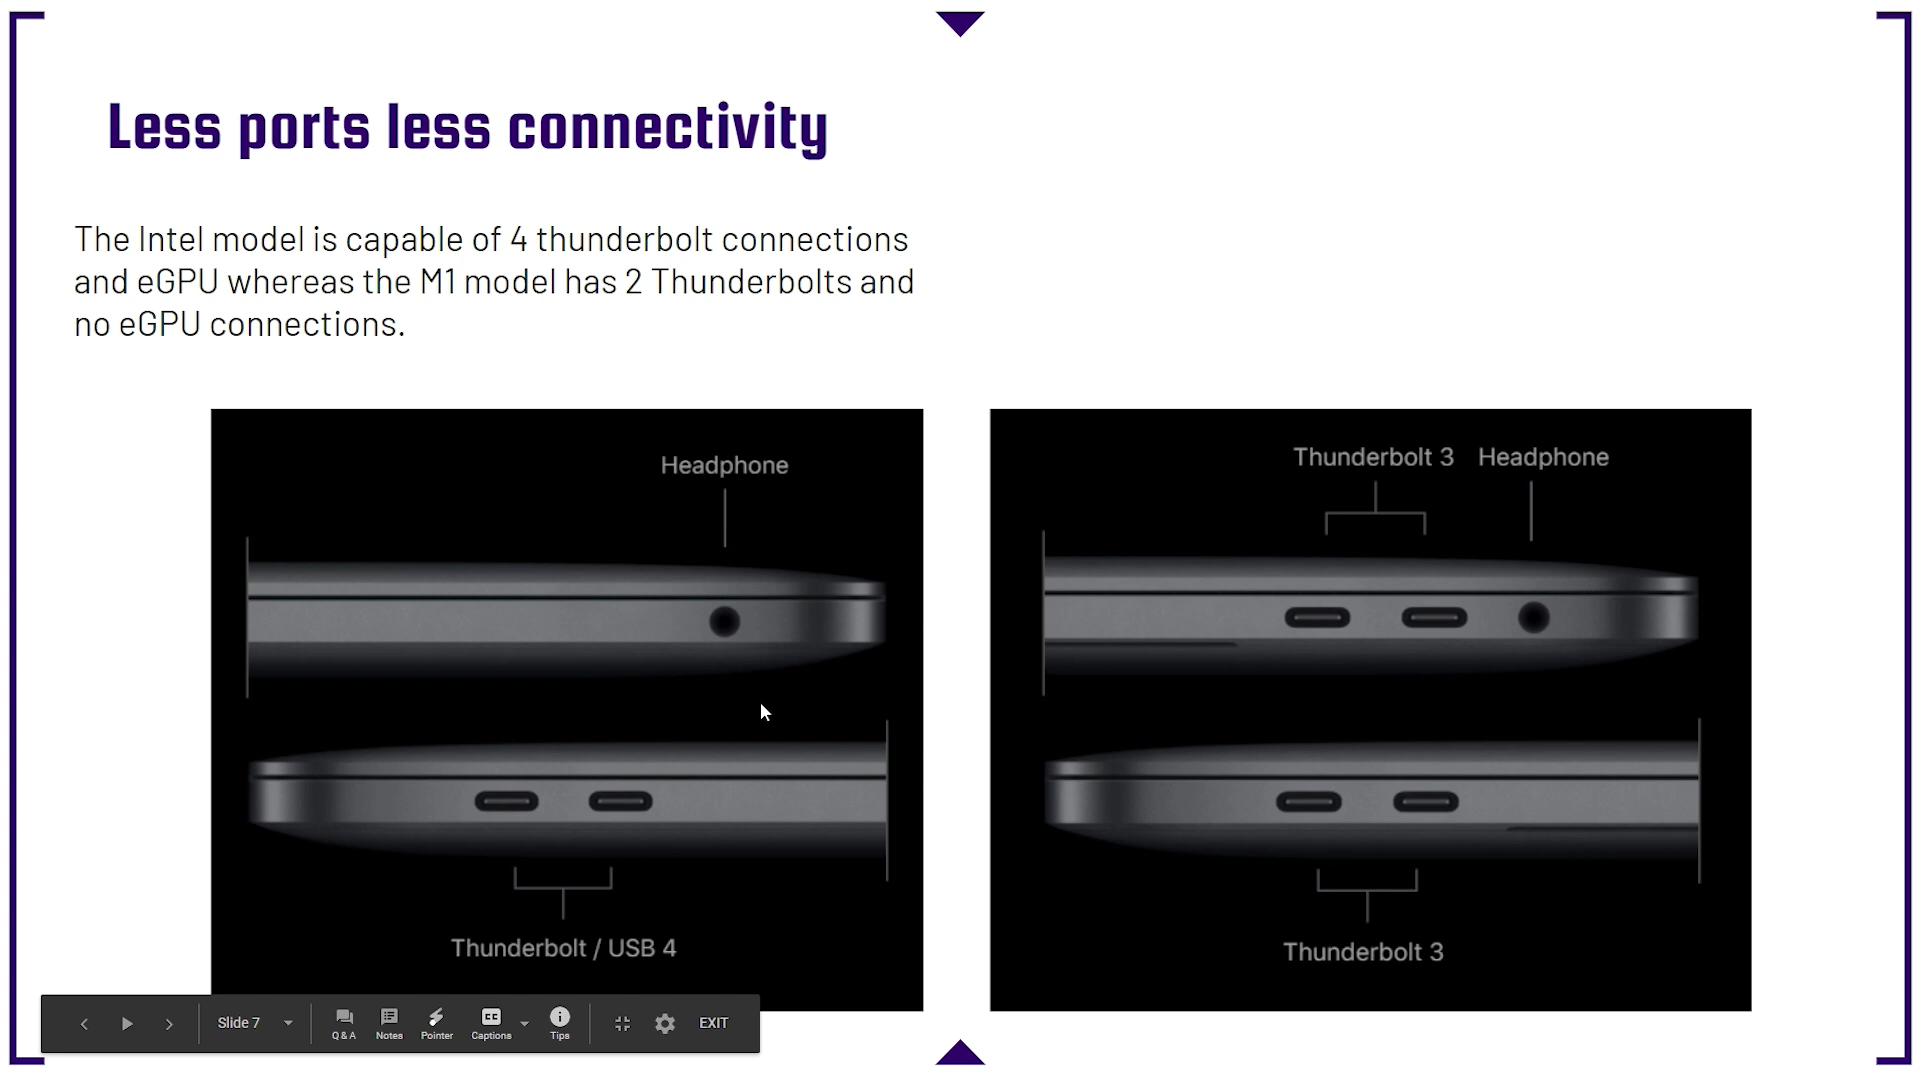 Less ports less connectivity
The Intel model is capable of 4 thunderbolt connections
and eGPU whereas the M1 model has 2 Thunderbolts and
no eGPU connections.
Headphone
Thunderbolt / USB 4
Thunderbolt 3 Headphone
Thunderbolt 3
Slide 7
Q & A
Notes
Pointer
CC
Captions
Tips
EXIT